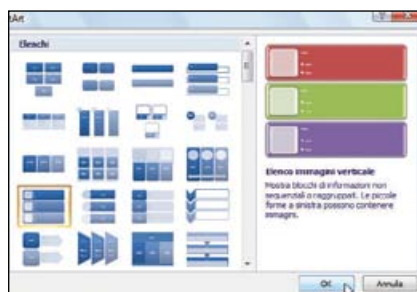 tArt
Elenchi
Elenco immagini verticale
Mostra blocchi di informazioni non
sequenziali o raggruppati. Le piccole
forme a sinistra possono contenere
immagini.
OK
Annulla